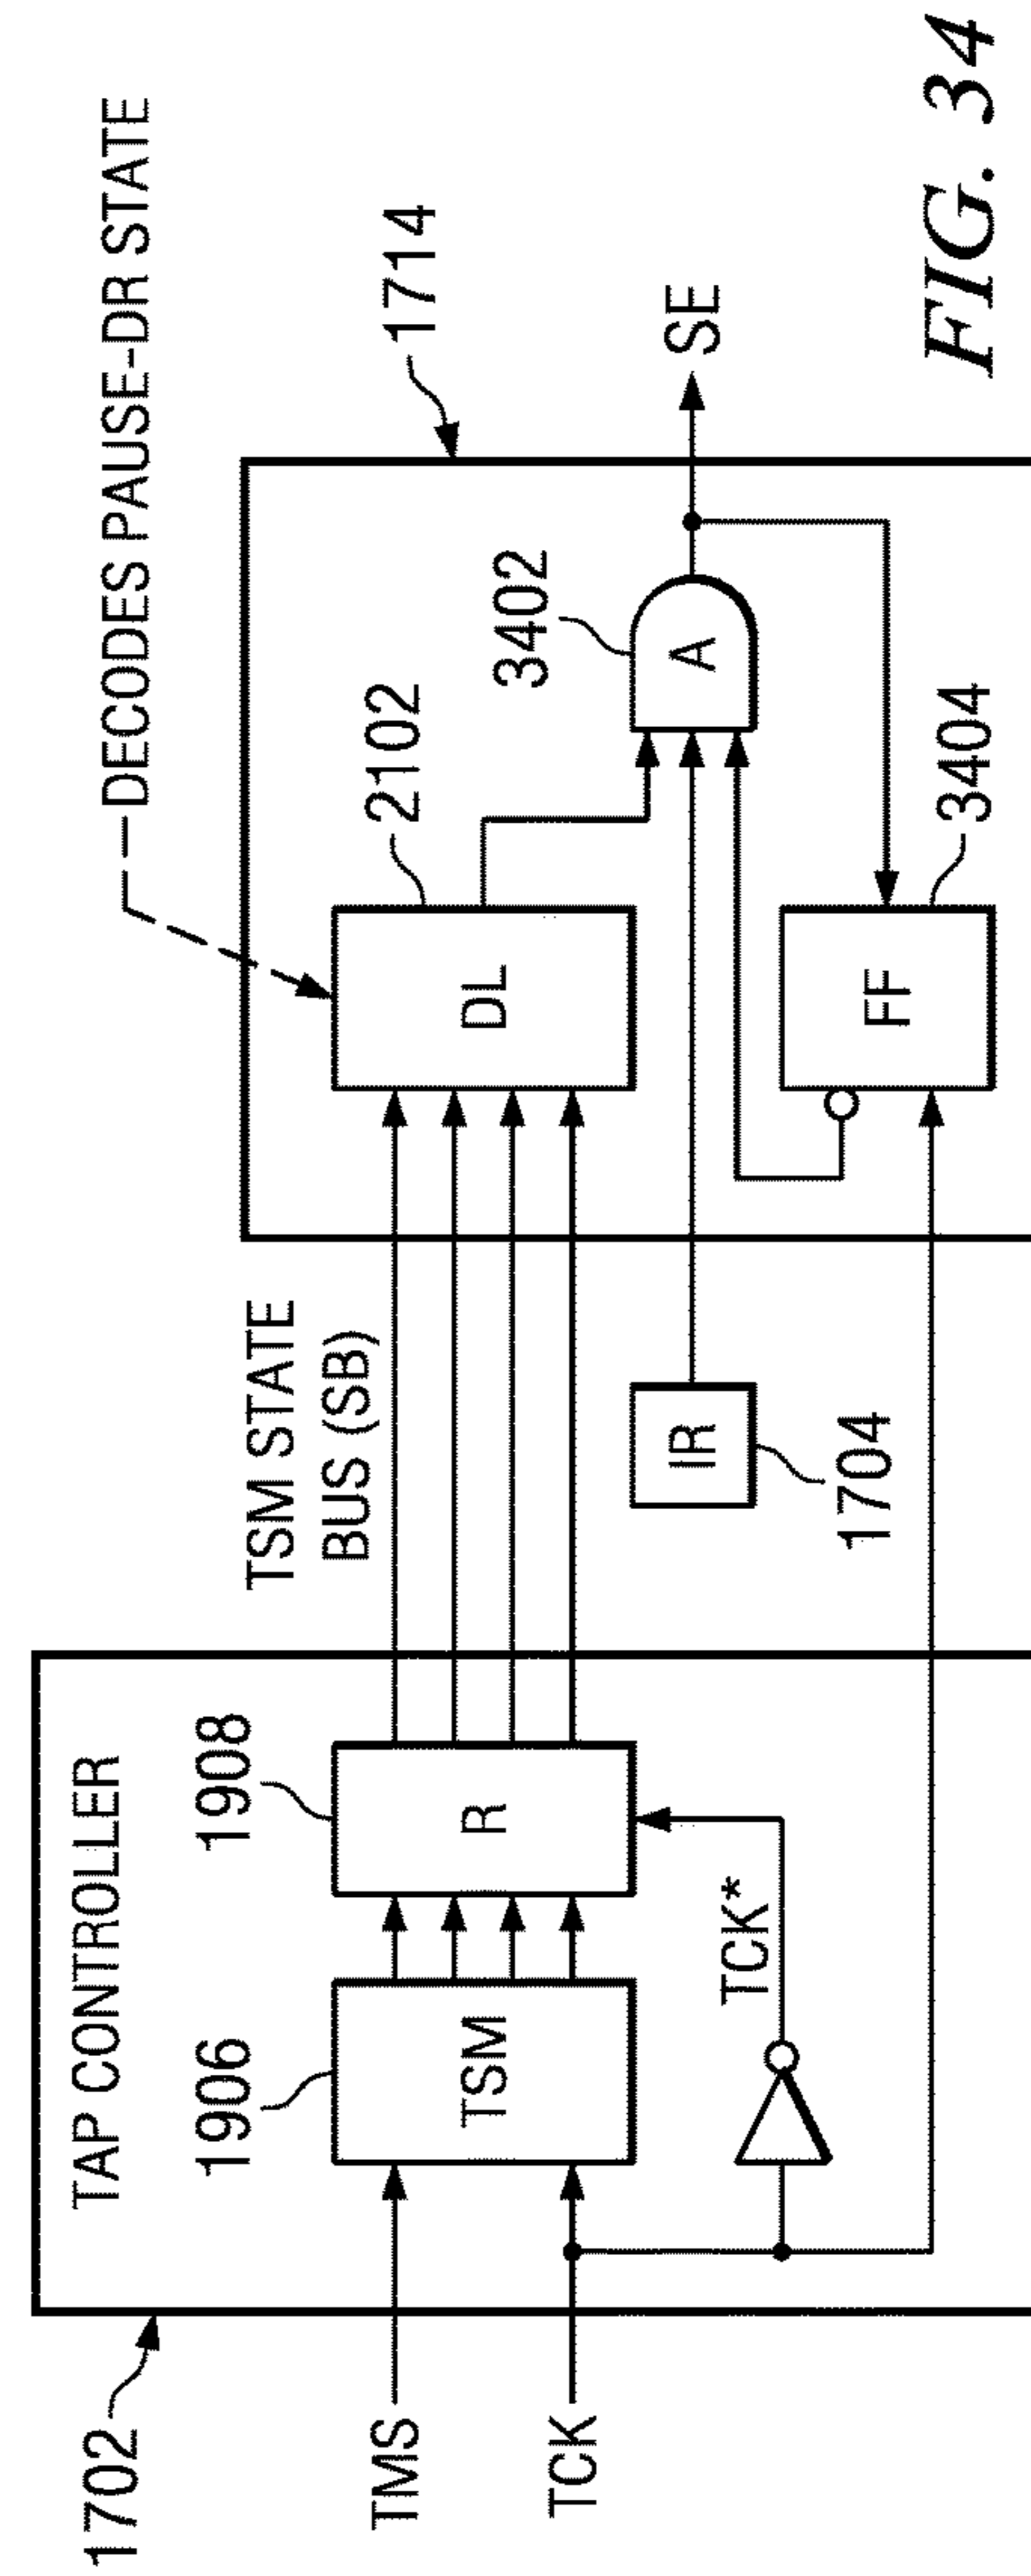 DECODES PAUSE-DR STATE
1702
TAP CONTROLLER
1906
1908
TSM STATE
BUS (SB)
2102
1714
TMS
TSM
R
DL
3402
TCK
TCK*
IR
1704
A
SE
FF
3404
FIG. 34